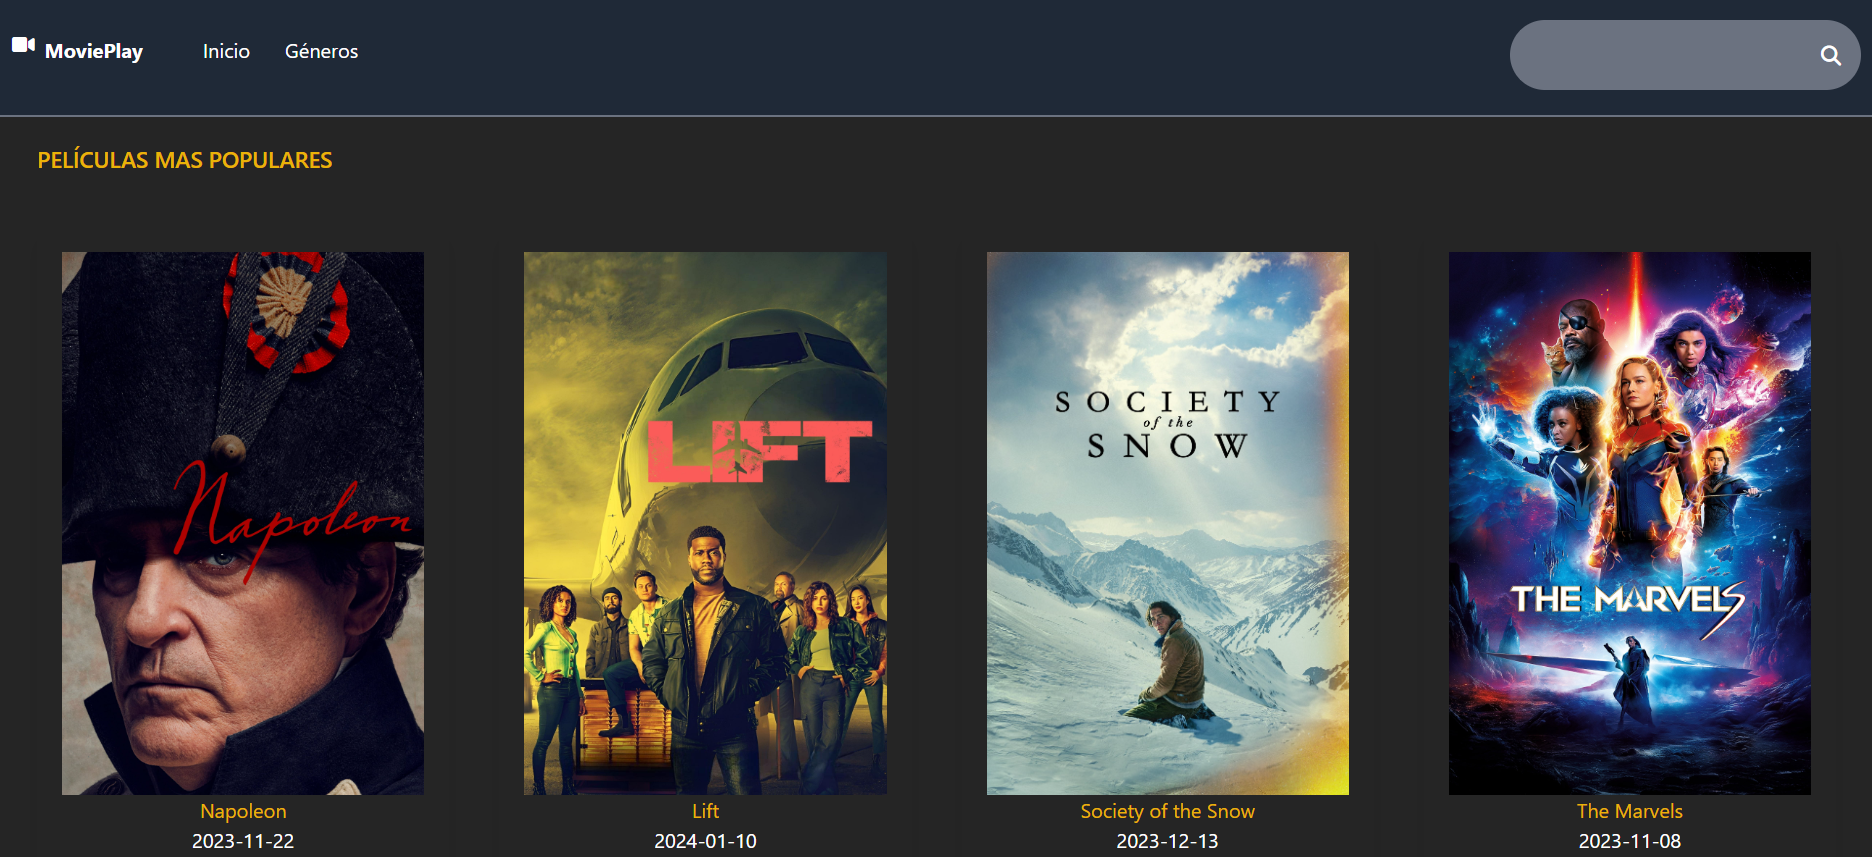 MoviePlay Inicio Géneros
PELÍCULAS MAS POPULARES
Napoleon
LIFT
SOCIETY
of the
SNOW
THE MARVELS
Napoleon
2023-11-22
Lift
2024-01-10
Society of the Snow
2023-12-13
The Marvels
2023-11-08